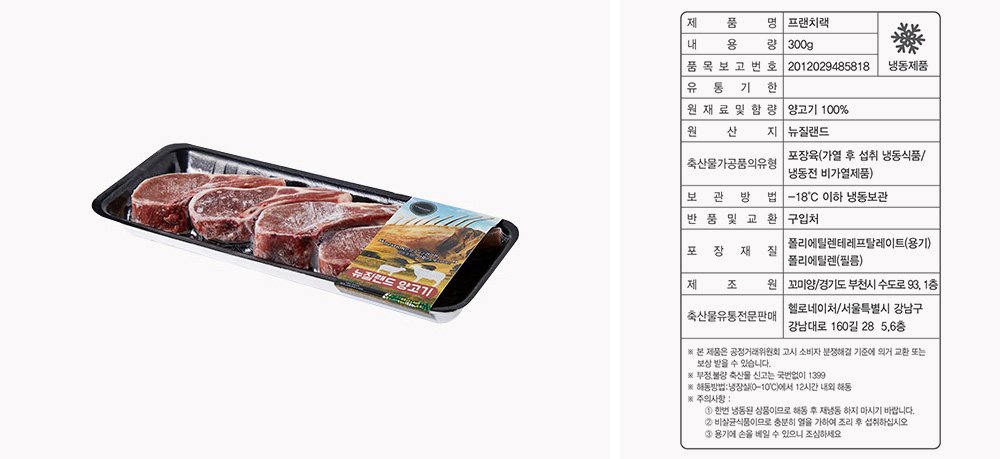 뉴질랜드 양고기
제품명 프랜치랙
내용량 300g
품목보고번호 2012029485818
냉동제품
유통기한
원재료및함량 양고기 100%
원산지 뉴질랜드
축산물가공품의유형 포장육(가열 후 섭취 냉동식품/
냉동전 비가열제품)
보관방법 -18℃ 이하 냉동보관
반품및교환 구입처
포장재질 폴리에틸렌테레프탈레이트(용기)
폴리에틸렌(필름)
제조원 꼬미양/경기도 부천시 수도로 93, 1층
축산물유통전문판매 헬로네이처/서울특별시 강남구
강남대로 160길 28 5,6층
※ 본 제품은 공정거래위원회 고시 소비자 분쟁해결 기준에 의거 교환 또는
보상 받을 수 있습니다.
※ 부정,불량 축산물 신고는 국번없이 1399
※ 해동방법:냉장실(0-10℃)에서 12시간 내외 해동
※ 주의사항 :
① 한번 냉동된 상품이므로 해동 후 재냉동 하지 마시기 바랍니다.
② 비살균식품이므로 충분히 열을 가하여 조리 후 섭취하십시오
③ 용기에 손을 베일 수 있으니 조심하세요